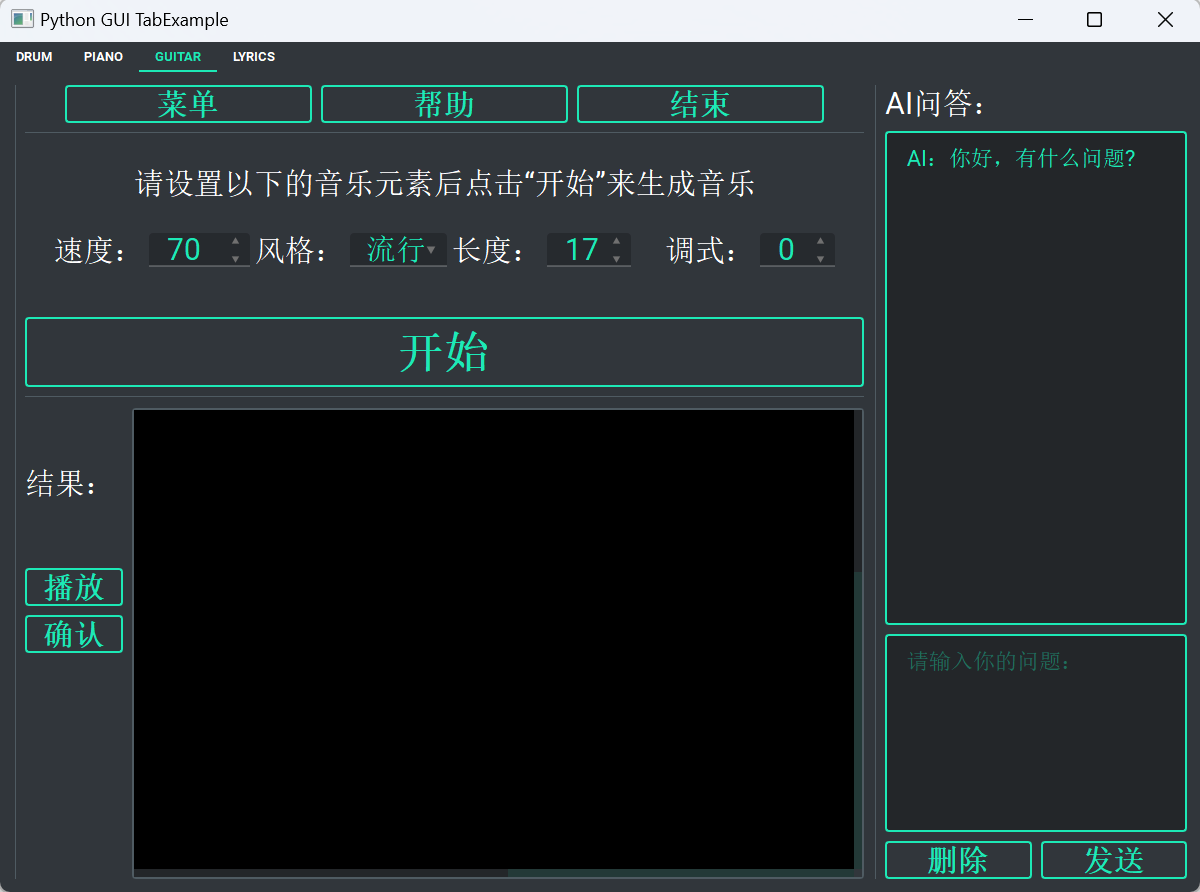 Python GUI TabExample
DRUM PIANO GUITAR LYRICS
菜单 帮助 结束
请设置以下的音乐元素后点击“开始”来生成音乐
速度： 70 风格： 流行 长度： 17 调式： 0
开始
结果：
播放
确认
AI问答：
AI：你好，有什么问题?
请输入你的问题：
删除 发送